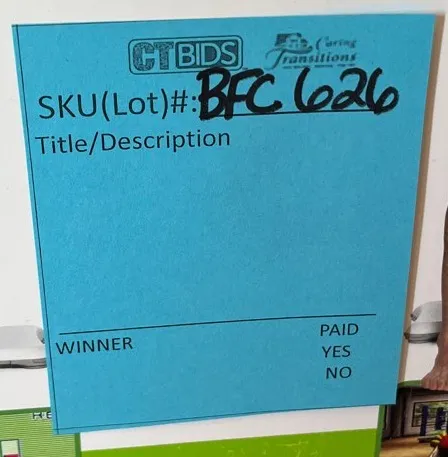 CTBIDS Caring
Transitions
SKU(Lot)#: BFC 626
Title/Description
WINNER PAID
YES
NO